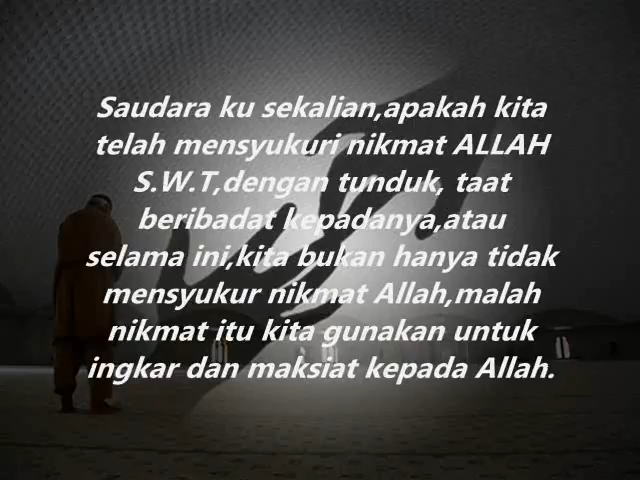 Saudara ku sekalian,apakah kita
telah mensyukuri nikmat ALLAH
S.W.T,dengan tunduk, taat
beribadat kepadanya,atau
selama ini,kita bukan hanya tidak
mensyukur nikmat Allah,malah
nikmat itu kita gunakan untuk
ingkar dan maksiat kepada Allah.